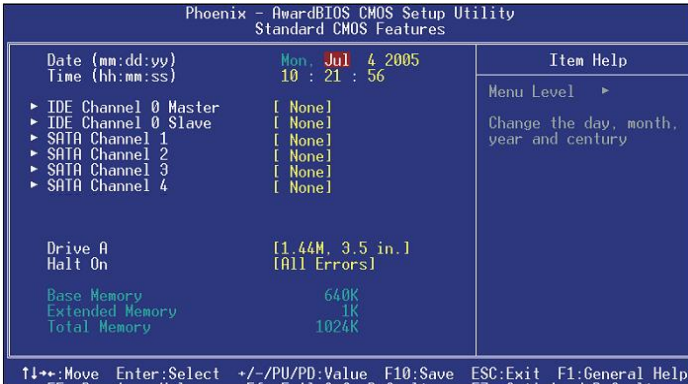 Phoenix - AwardBIOS CMOS Setup Utility
Standard CMOS Features
Date (mm:dd:yy) Mon, Jul 4 2005
Time (hh:mm:ss) 10 : 21 : 56
► IDE Channel 0 Master [ None]
► IDE Channel 0 Slave [ None]
► SATA Channel 1 [ None]
► SATA Channel 2 [ None]
► SATA Channel 3 [ None]
► SATA Channel 4 [ None]
Drive A [1.44M, 3.5 in.]
Halt On [All Errors]
Base Memory 640K
Extended Memory 1K
Total Memory 1024K
Item Help
Menu Level ►
Change the day, month,
year and century
↑↓→←:Move Enter:Select +/-/PU/PD:Value F10:Save ESC:Exit F1:General Help